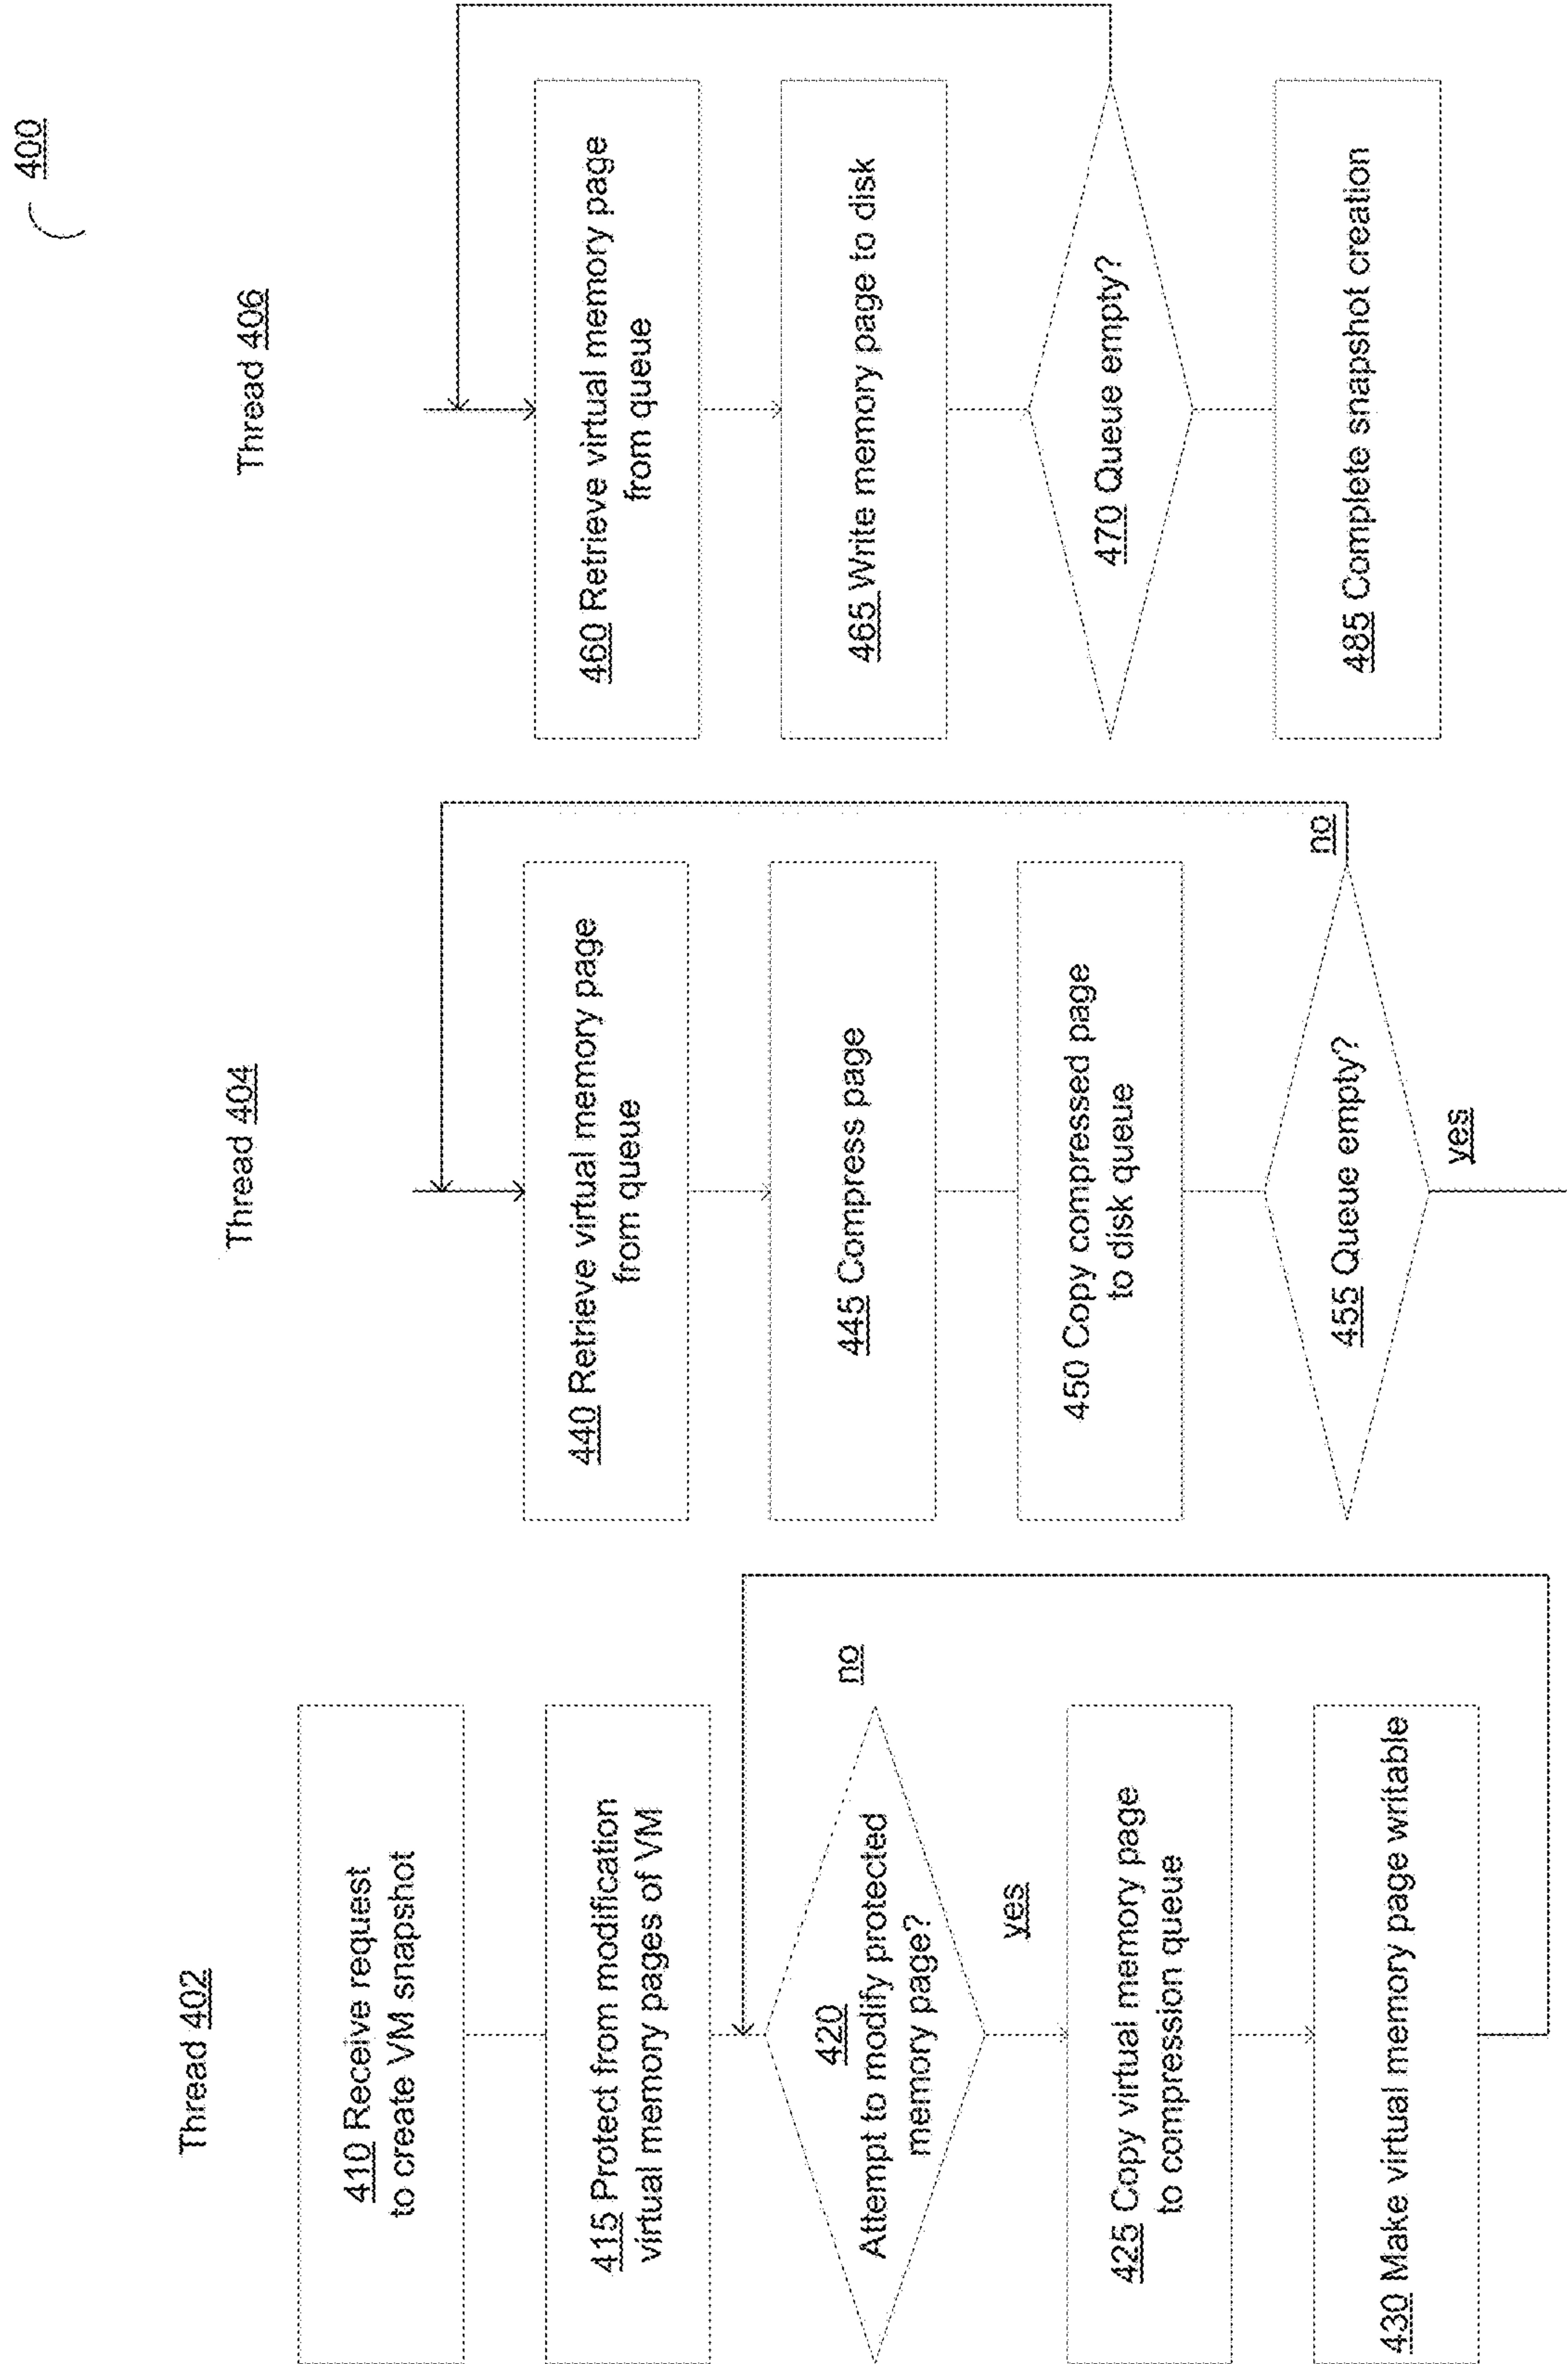 400
Thread 402
410 Receive request
to create VM snapshot
415 Protect from modification
virtual memory pages of VM
420
Attempt to modify protected
memory page?
no
yes
425 Copy virtual memory page
to compression queue
430 Make virtual memory page writable
Thread 404
440 Retrieve virtual memory page
from queue
445 Compress page
450 Copy compressed page
to disk queue
455 Queue empty?
no
yes
Thread 406
460 Retrieve virtual memory page
from queue
465 Write memory page to disk
470 Queue empty?
485 Complete snapshot creation